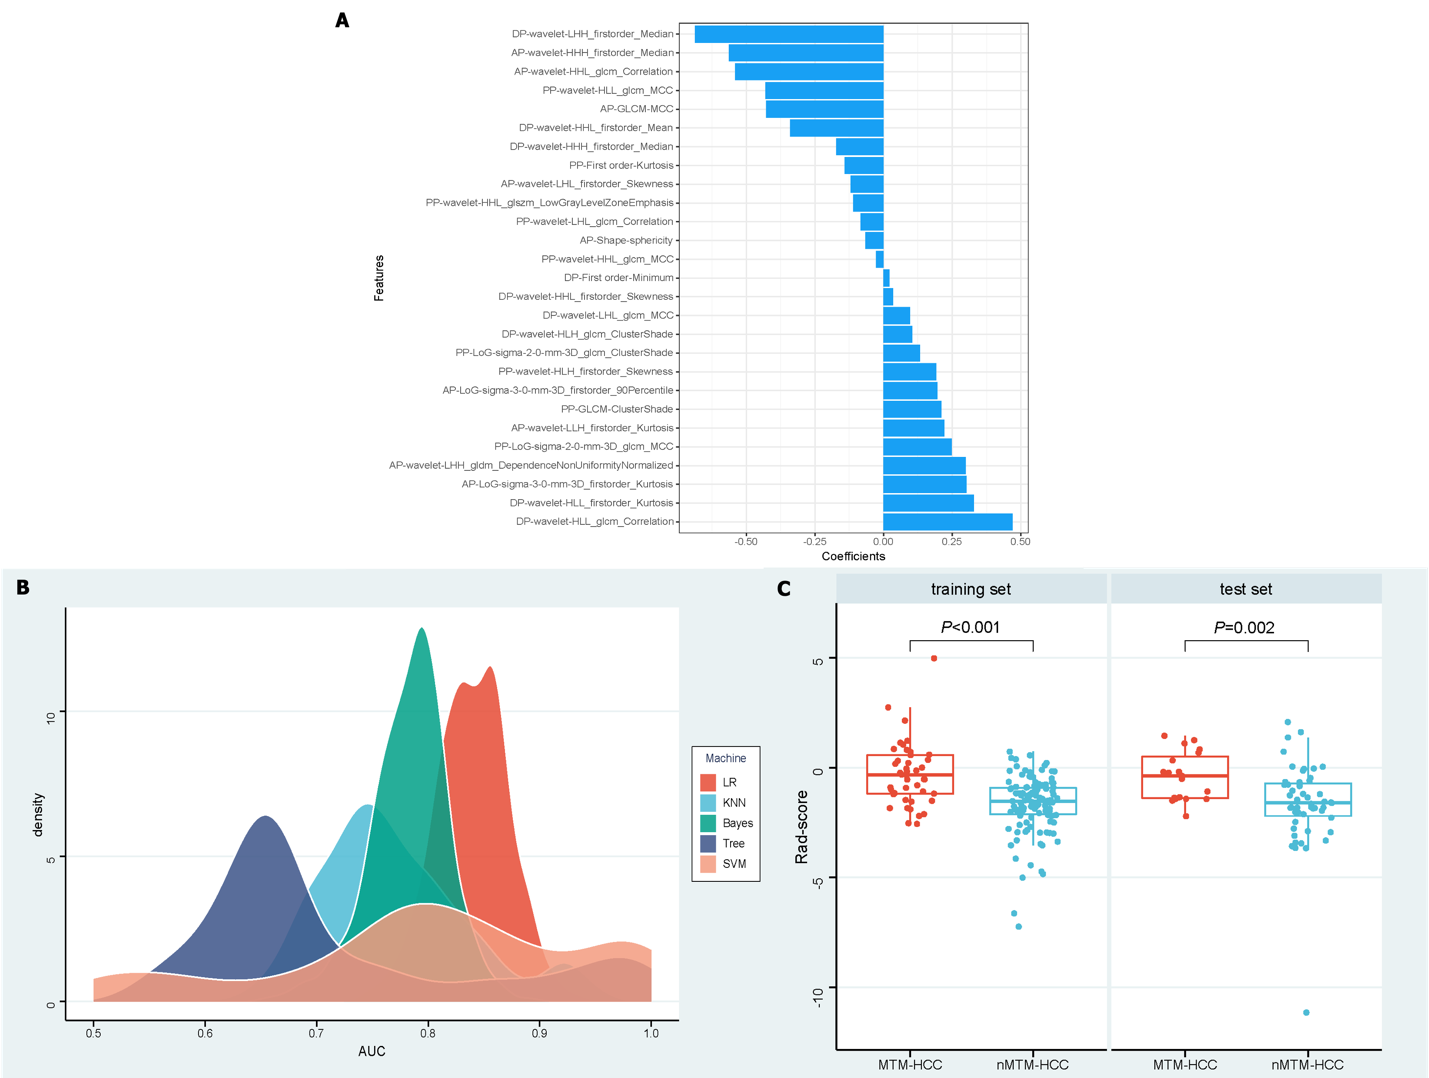 A
DP-wavelet-LHH_firstorder_Median
AP-wavelet-HHH_firstorder_Median
AP-wavelet-HHL_glcm_Correlation
PP-wavelet-HLL_glcm_MCC
AP-GLCM-MCC
DP-wavelet-HHL_firstorder_Mean
DP-wavelet-HHH_firstorder_Median
PP-First order-Kurtosis
AP-wavelet-LHL_firstorder_Skewness
PP-wavelet-HHL_glszm_LowGrayLevelZoneEmphasis
PP-wavelet-LHL_glcm_Correlation
AP-Shape-sphericity
PP-wavelet-HHL_glcm_MCC
DP-First order-Minimum
DP-wavelet-HHL_firstorder_Skewness
DP-wavelet-LHL_glcm_MCC
DP-wavelet-HLH_glcm_ClusterShade
PP-LoG-sigma-2-0-mm-3D_glcm_ClusterShade
PP-wavelet-HLH_firstorder_Skewness
AP-LoG-sigma-3-0-mm-3D_firstorder_90Percentile
PP-GLCM-ClusterShade
AP-wavelet-LLH_firstorder_Kurtosis
PP-LoG-sigma-2-0-mm-3D_glcm_MCC
AP-wavelet-LHH_gldm_DependenceNonUniformityNormalized
AP-LoG-sigma-3-0-mm-3D_firstorder_Kurtosis
DP-wavelet-HLL_firstorder_Kurtosis
DP-wavelet-HLL_glcm_Correlation
Features
-0.50 -0.25 0.00 0.25 0.50
Coefficients
B
density
10
5
0
0.5 0.6 0.7 0.8 0.9 1.0
AUC
Machine
LR
KNN
Bayes
Tree
SVM
C
training set test set
P<0.001 P=0.002
Rad-score
5
0
-5
-10
MTM-HCC nMTM-HCC MTM-HCC nMTM-HCC